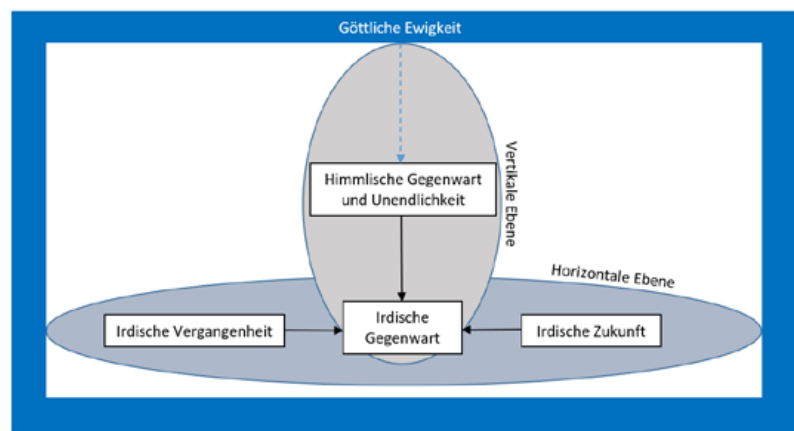 Göttliche Ewigkeit
Himmlische Gegenwart
und Unendlichkeit
Vertikale Ebene
Horizontale Ebene
Irdische Vergangenheit
Irdische
Gegenwart
Irdische Zukunft